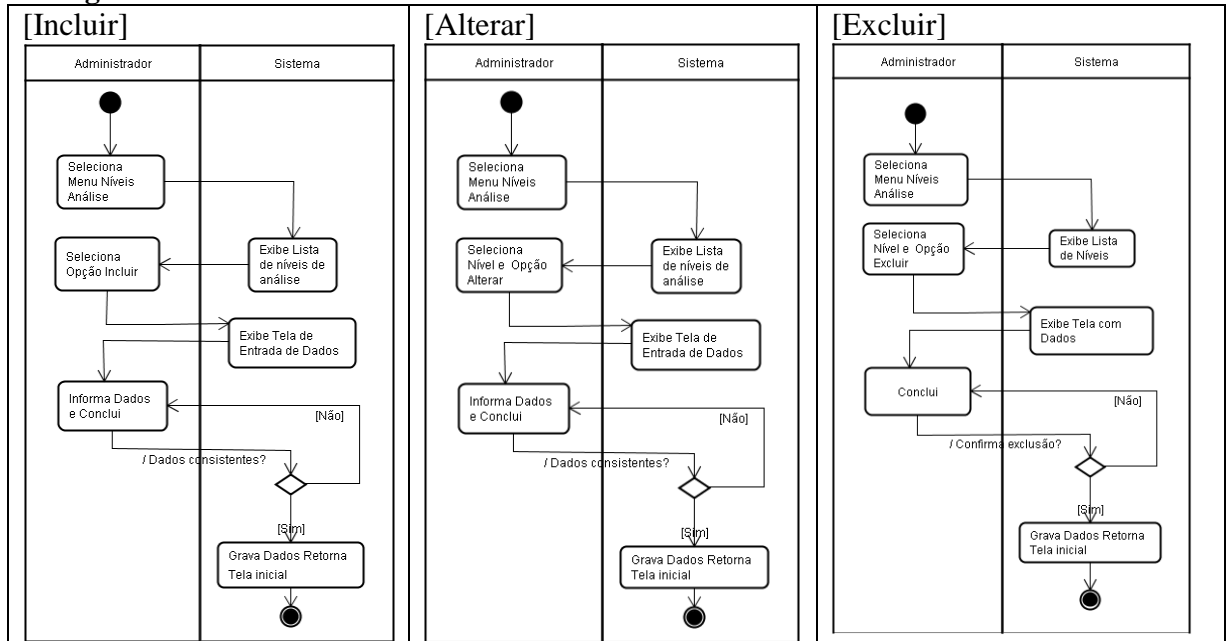 [Incluir]
Administrador
Sistema
Seleciona
Menu Níveis
Análise
Exibe Lista
de níveis de
análise
Seleciona
Opção Incluir
Exibe Tela de
Entrada de Dados
Informa Dados
e Conclui
[Não]
/ Dados consistentes?
[Sim]
Grava Dados Retorna
Tela inicial
[Alterar]
Administrador
Sistema
Seleciona
Menu Níveis
Análise
Exibe Lista
de níveis de
análise
Seleciona
Nível e Opção
Alterar
Exibe Tela de
Entrada de Dados
Informa Dados
e Conclui
[Não]
/ Dados consistentes?
[Sim]
Grava Dados Retorna
Tela inicial
[Excluir]
Administrador
Sistema
Seleciona
Menu Níveis
Análise
Exibe Lista
de Níveis
Seleciona
Nível e Opção
Excluir
Exibe Tela com
Dados
Conclui
[Não]
/ Confirma exclusão?
[Sim]
Grava Dados Retorna
Tela inicial